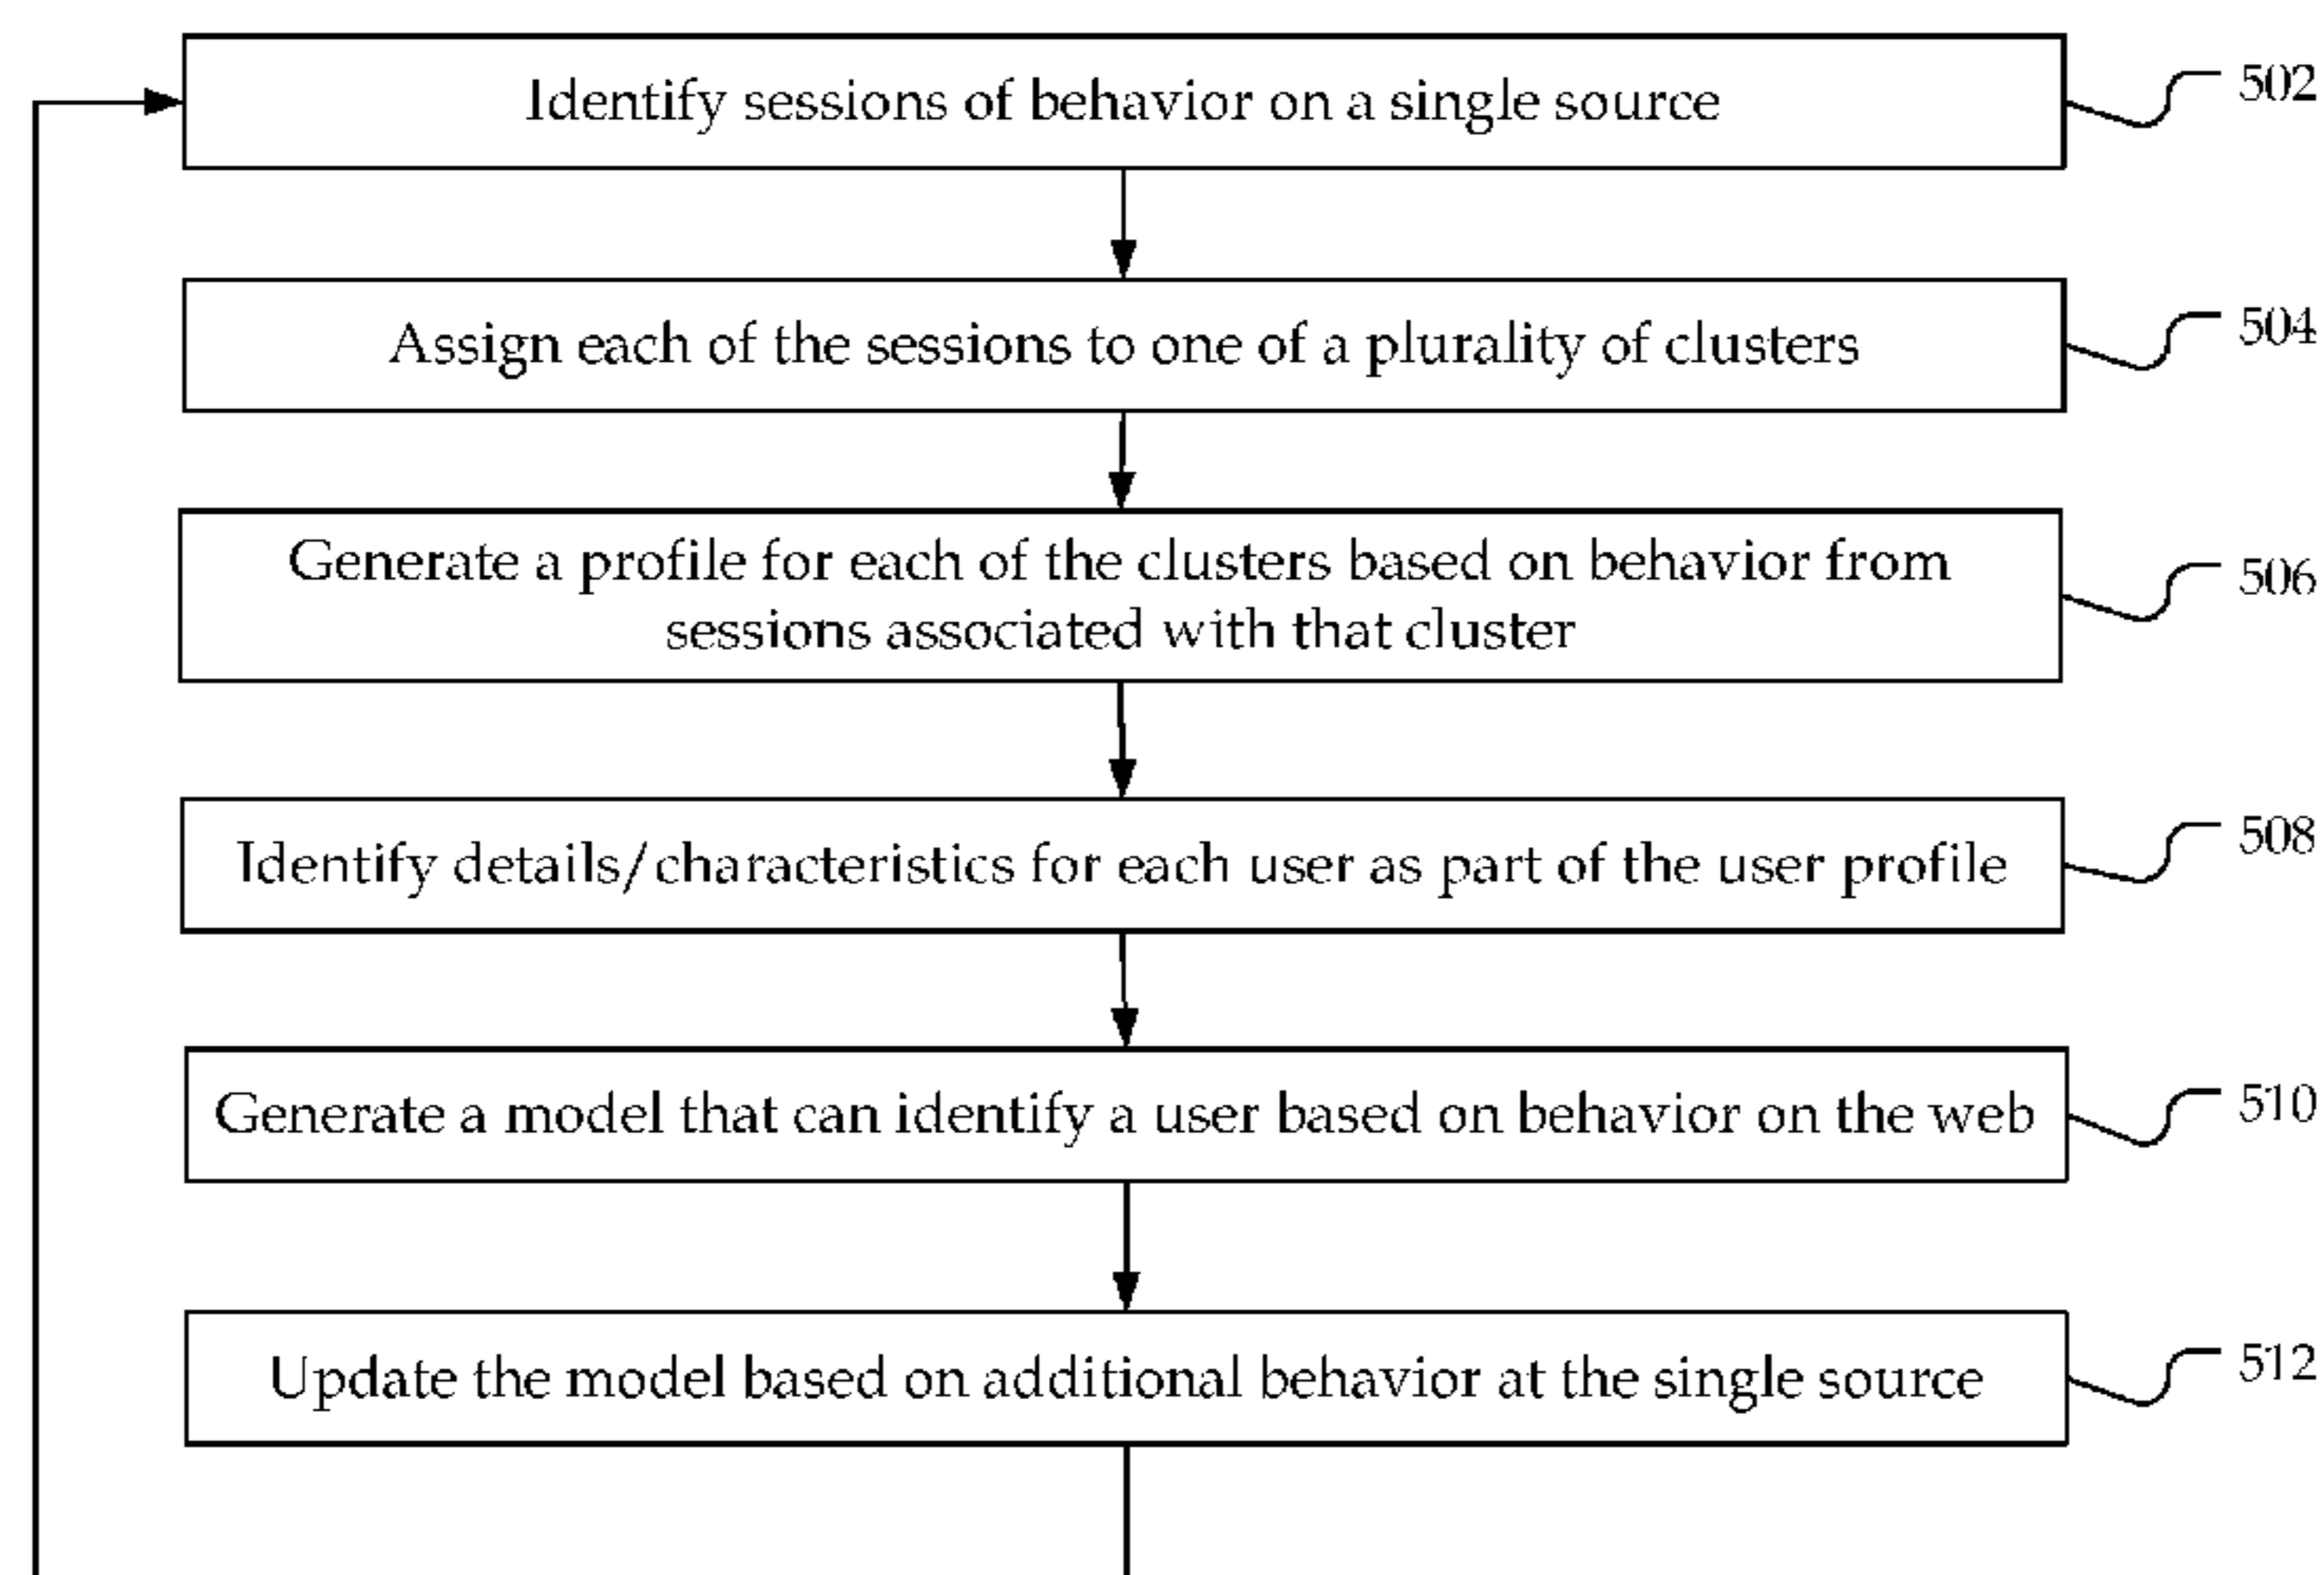 Identify sessions of behavior on a single source
502
Assign each of the sessions to one of a plurality of clusters
504
Generate a profile for each of the clusters based on behavior from
sessions associated with that cluster
506
Identify details/characteristics for each user as part of the user profile
508
Generate a model that can identify a user based on behavior on the web
510
Update the model based on additional behavior at the single source
512